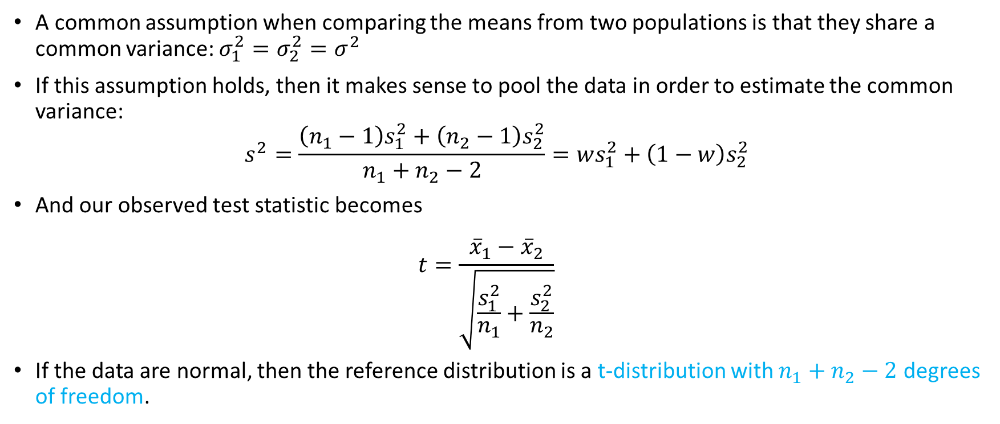 • A common assumption when comparing the means from two populations is that they share a
common variance: $\sigma_1^2 = \sigma_2^2 = \sigma^2$
• If this assumption holds, then it makes sense to pool the data in order to estimate the common
variance:
$s^2 = \frac{(n_1 - 1)s_1^2 + (n_2 - 1)s_2^2}{n_1 + n_2 - 2} = ws_1^2 + (1 - w)s_2^2$
• And our observed test statistic becomes
$t = \frac{\bar{x}_1 - \bar{x}_2}{\sqrt{\frac{s_1^2}{n_1} + \frac{s_2^2}{n_2}}}$
• If the data are normal, then the reference distribution is a t-distribution with $n_1 + n_2 - 2$ degrees
of freedom.